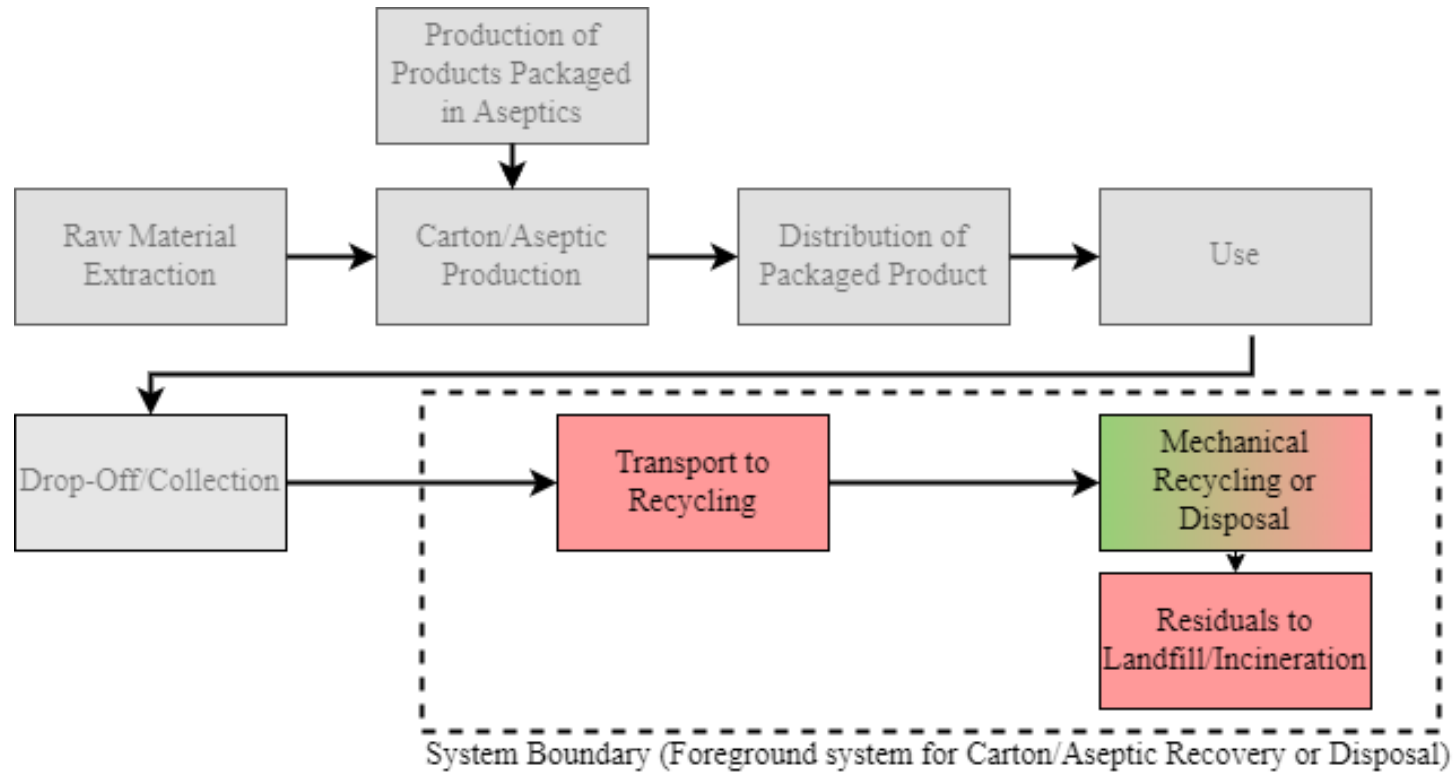 Production of
Products Packaged
in Aseptics
Raw Material
Extraction
Carton/Aseptic
Production
Distribution of
Packaged Product
Use
Drop-Off/Collection
Transport to
Recycling
Mechanical
Recycling or
Disposal
Residuals to
Landfill/Incineration
System Boundary (Foreground system for Carton/Aseptic Recovery or Disposal)